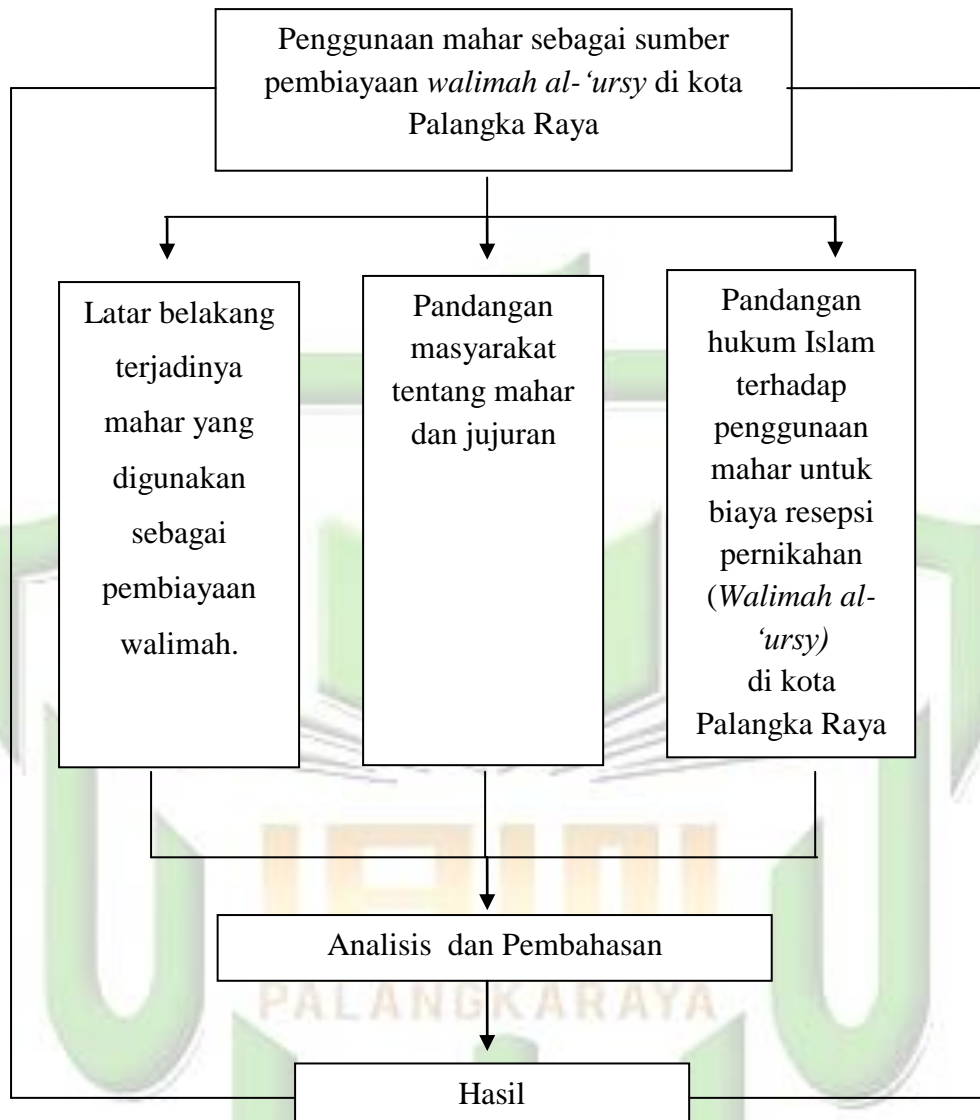 Penggunaan mahar sebagai sumber
pembiayaan walimah al-‘ursy di kota
Palangka Raya
Latar belakang
terjadinya
mahar yang
digunakan
sebagai
pembiayaan
walimah.
Pandangan
masyarakat
tentang mahar
dan jujuran
Pandangan
hukum Islam
terhadap
penggunaan
mahar untuk
biaya resepsi
pernikahan
(Walimah al-
‘ursy)
di kota
Palangka Raya
Analisis dan Pembahasan
PALANGKARAYA
Hasil